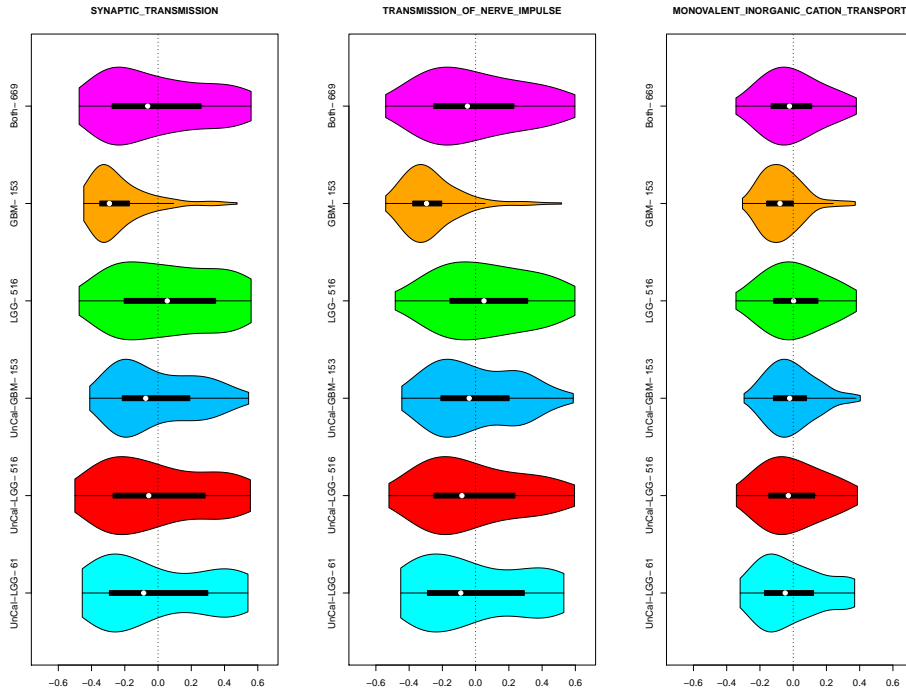 SYNAPTIC_TRANSMISSION
Both−669
GBM−153
LGG−516
UnCal−GBM−153
UnCal−LGG−516
UnCal−LGG−61
−0.6 −0.4 −0.2 0.0 0.2 0.4 0.6
TRANSMISSION_OF_NERVE_IMPULSE
Both−669
GBM−153
LGG−516
UnCal−GBM−153
UnCal−LGG−516
UnCal−LGG−61
−0.6 −0.4 −0.2 0.0 0.2 0.4 0.6
MONOVALENT_INORGANIC_CATION_TRANSPORT
Both−669
GBM−153
LGG−516
UnCal−GBM−153
UnCal−LGG−516
UnCal−LGG−61
−0.6 −0.4 −0.2 0.0 0.2 0.4 0.6